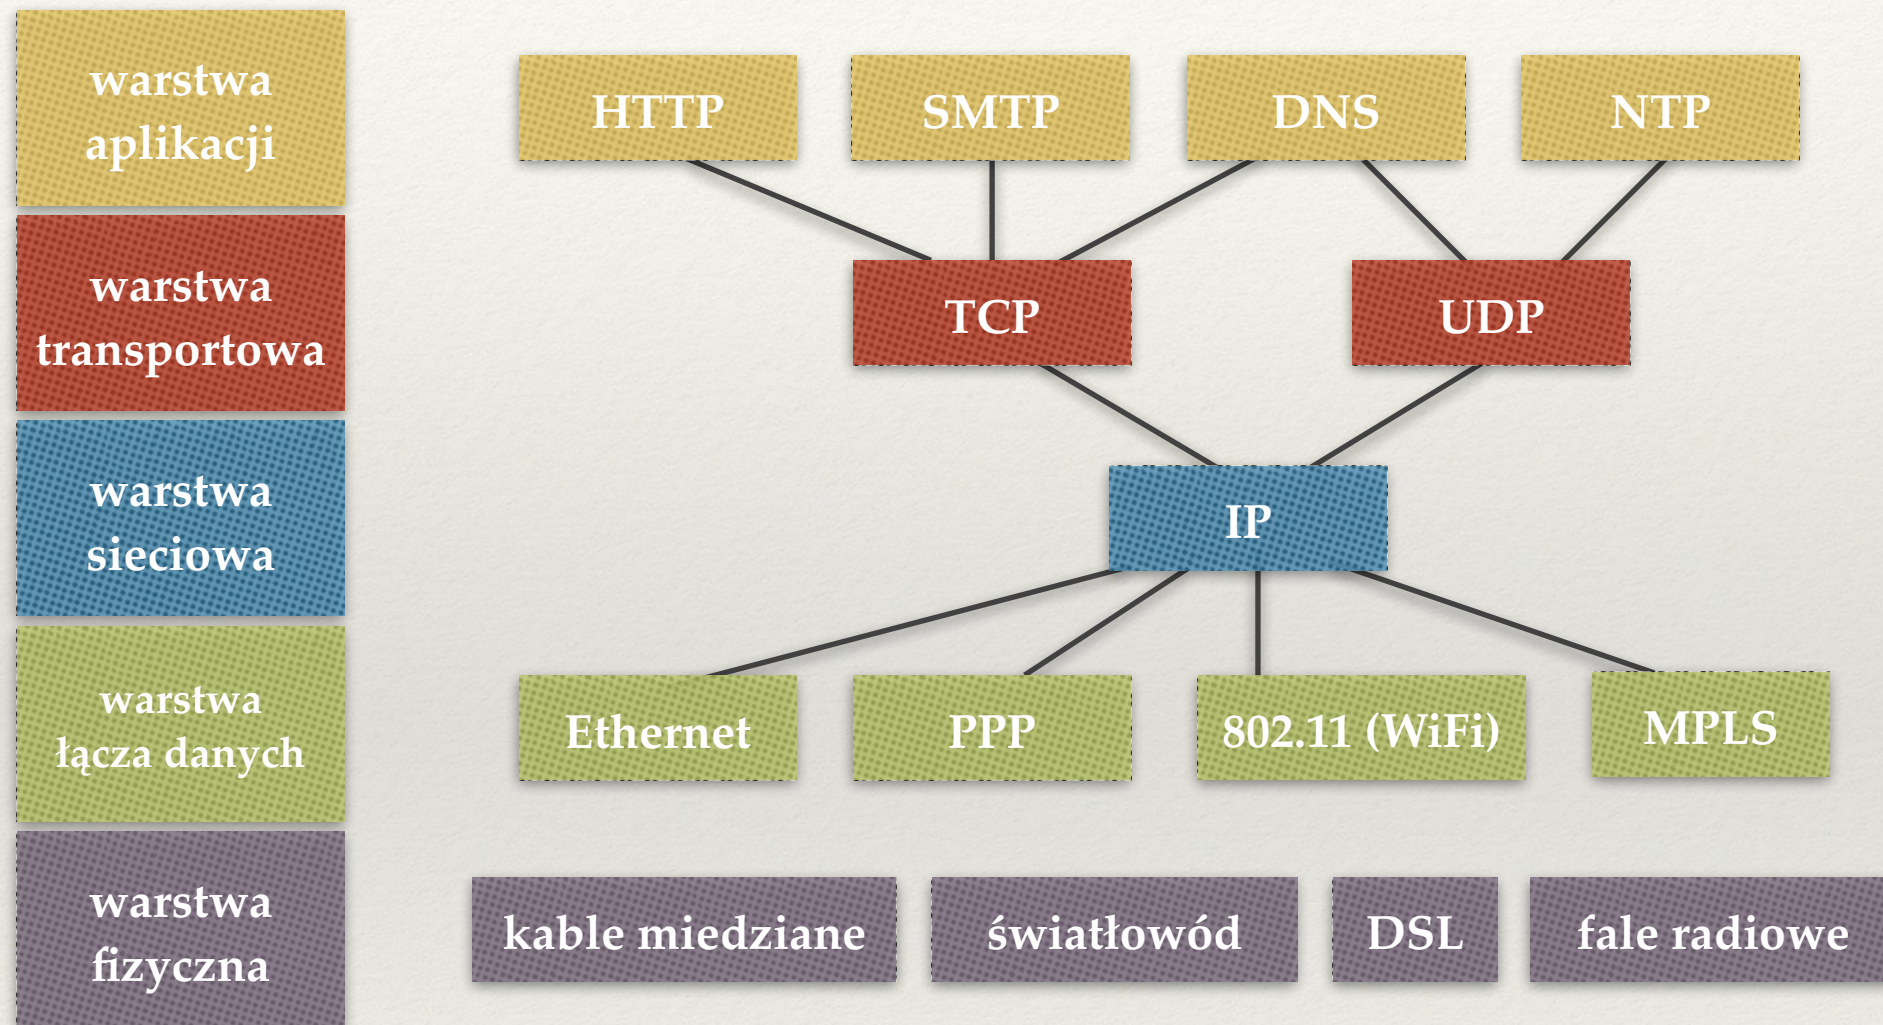 warstwa
aplikacji
HTTP
SMTP
DNS
NTP
warstwa
transportowa
TCP
UDP
warstwa
sieciowa
IP
warstwa
łącza danych
Ethernet
PPP
802.11 (WiFi)
MPLS
warstwa
fizyczna
kable miedziane
światłowód
DSL
fale radiowe